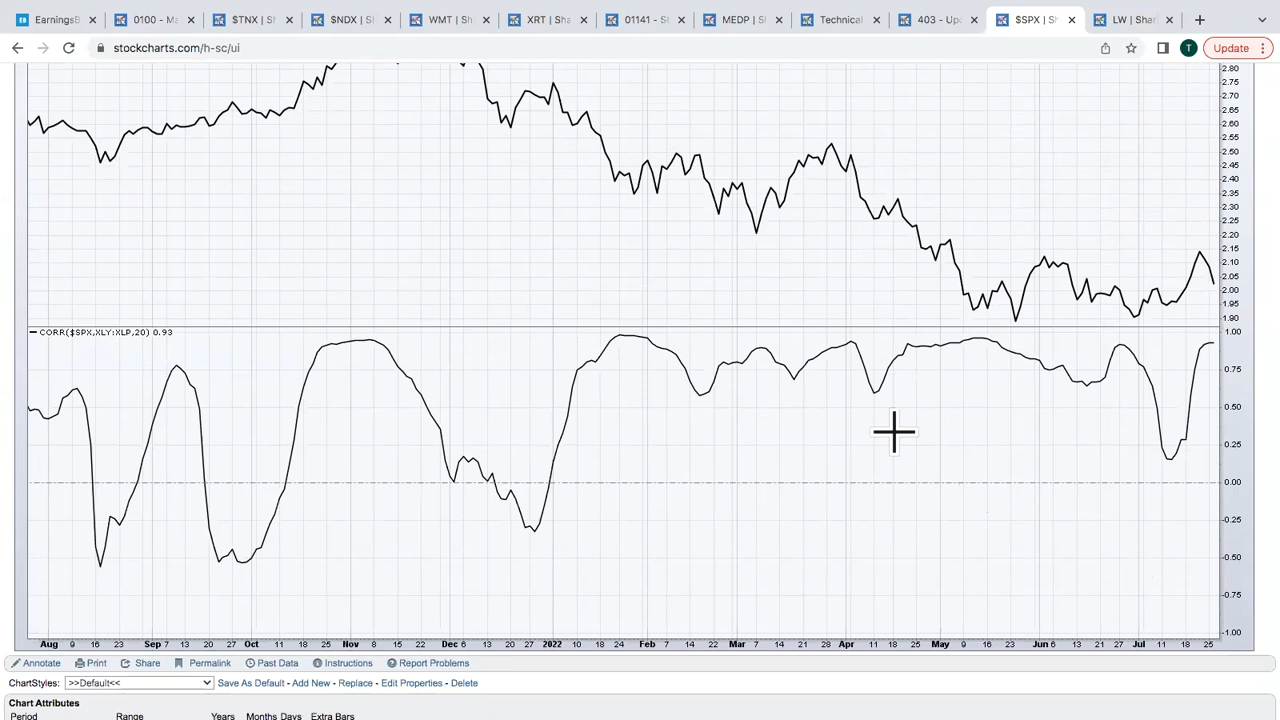 EarningsB
0100 - Ma
$TNX | Sh
$NDX | Sh
WMT | Sh
XRT | Sha
01141 - St
MEDP | Sh
Technical
403 - Upd
$SPX | Sh
LW | Shar
stockcharts.com/h-sc/ui
T
Update
2.80
2.70
2.65
2.60
2.55
2.50
2.45
2.40
2.35
2.30
2.25
2.20
2.15
2.10
2.05
2.00
1.95
1.90
CORR($SPX,XLY:XLP,20) 0.93
1.00
0.75
0.50
0.25
0.00
-0.25
-0.50
-0.75
-1.00
Aug 9 16 23 Sep 7 13 20 27 Oct 11 18 25 Nov 8 15 22 Dec 6 13 20 27 2022 10 18 24 Feb 7 14 22 Mar 7 14 21 28 Apr 11 18 25 May 9 16 23 Jun 6 13 21 27 Jul 11 18 25
Annotate Print Share Permalink Past Data Instructions Report Problems
ChartStyles: >>Default<< Save As Default - Add New - Replace - Edit Properties - Delete
Chart Attributes
Period Range Years Months Days Extra Bars